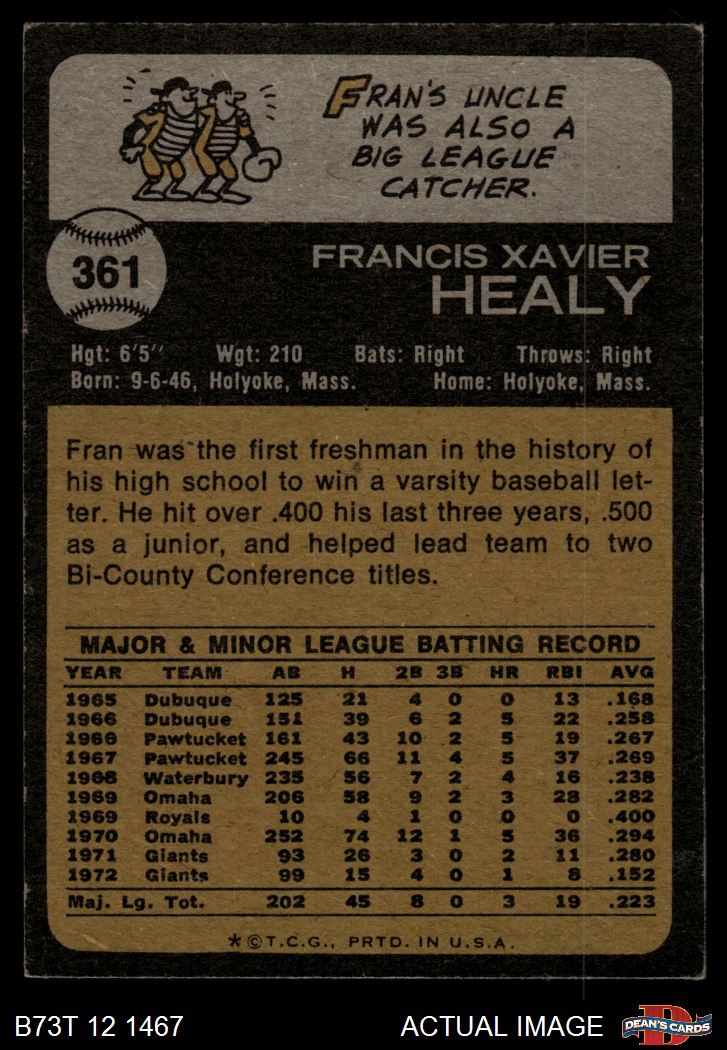 FRAN'S UNCLE
WAS ALSO A
BIG LEAGUE
CATCHER.
361
FRANCIS XAVIER
HEALY
Hgt: 6'5" Wgt: 210 Bats: Right Throws: Right
Born: 9-6-46, Holyoke, Mass. Home: Holyoke, Mass.
Fran was the first freshman in the history of
his high school to win a varsity baseball let-
ter. He hit over .400 his last three years, .500
as a junior, and helped lead team to two
Bi-County Conference titles.
MAJOR & MINOR LEAGUE BATTING RECORD
YEAR TEAM AB H 2B 3B HR RBI AVG
1965 Dubuque 125 21 4 0 0 13 .168
1966 Dubuque 151 39 6 2 5 22 .258
1966 Pawtucket 161 43 10 2 5 19 .267
1967 Pawtucket 245 66 11 4 5 37 .269
1968 Waterbury 235 56 7 2 4 16 .238
1969 Omaha 206 58 9 2 3 28 .282
1969 Royals 10 4 1 0 0 0 .400
1970 Omaha 252 74 12 1 5 36 .294
1971 Giants 93 26 3 0 2 11 .280
1972 Giants 99 15 4 0 1 8 .152
Maj. Lg. Tot. 202 45 8 0 3 19 .223
*©T.C.G., PRTD. IN U.S.A.
B73T 12 1467 ACTUAL IMAGE D DEAN'S CARDS